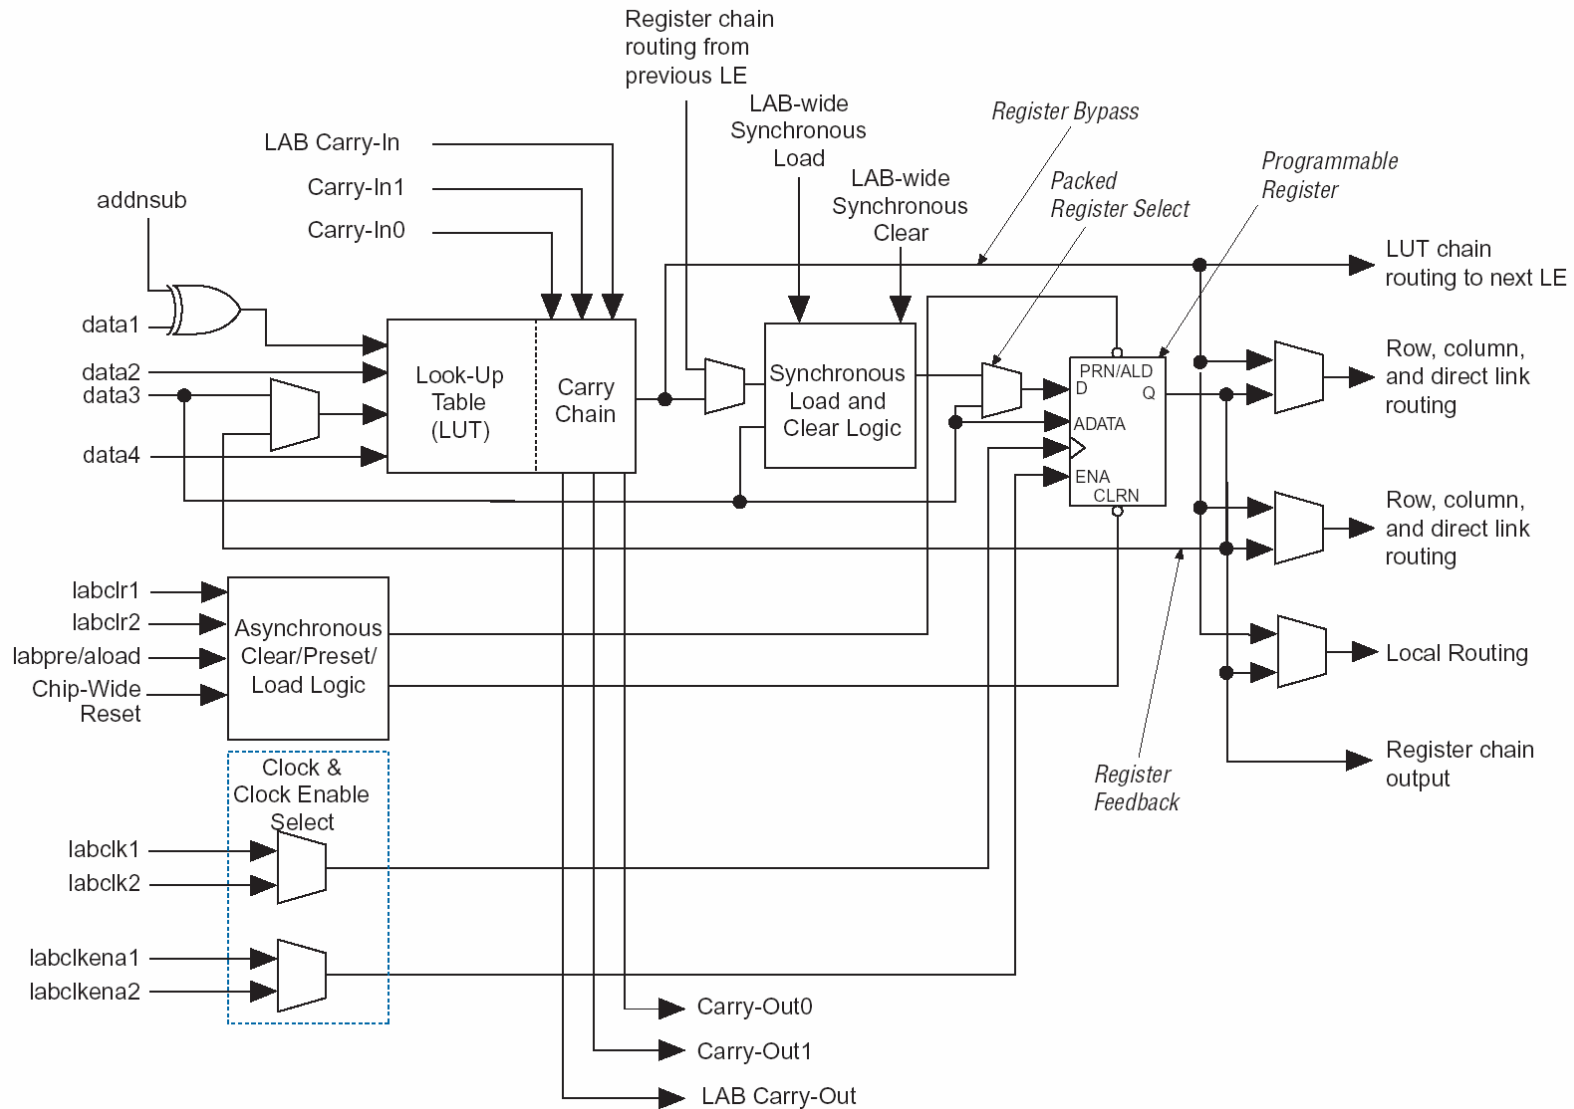 Register chain
routing from
previous LE
LAB-wide
Synchronous
Load
Register Bypass
LAB Carry-In
Programmable
Register
Packed
Register Select
LAB-wide
Synchronous
Clear
Carry-In1
addnsub
Carry-In0
LUT chain
routing to next LE
data1
data2
data3
data4
Look-Up
Table
(LUT)
Carry
Chain
Synchronous
Load and
Clear Logic
PRN/ALD
D
Q
ADATA
ENA
CLRN
Row, column,
and direct link
routing
Row, column,
and direct link
routing
labclr1
labclr2
labpre/aload
Chip-Wide
Reset
Asynchronous
Clear/Preset/
Load Logic
Local Routing
Register chain
output
Register
Feedback
Clock &
Clock Enable
Select
labclk1
labclk2
labclkena1
labclkena2
Carry-Out0
Carry-Out1
LAB Carry-Out